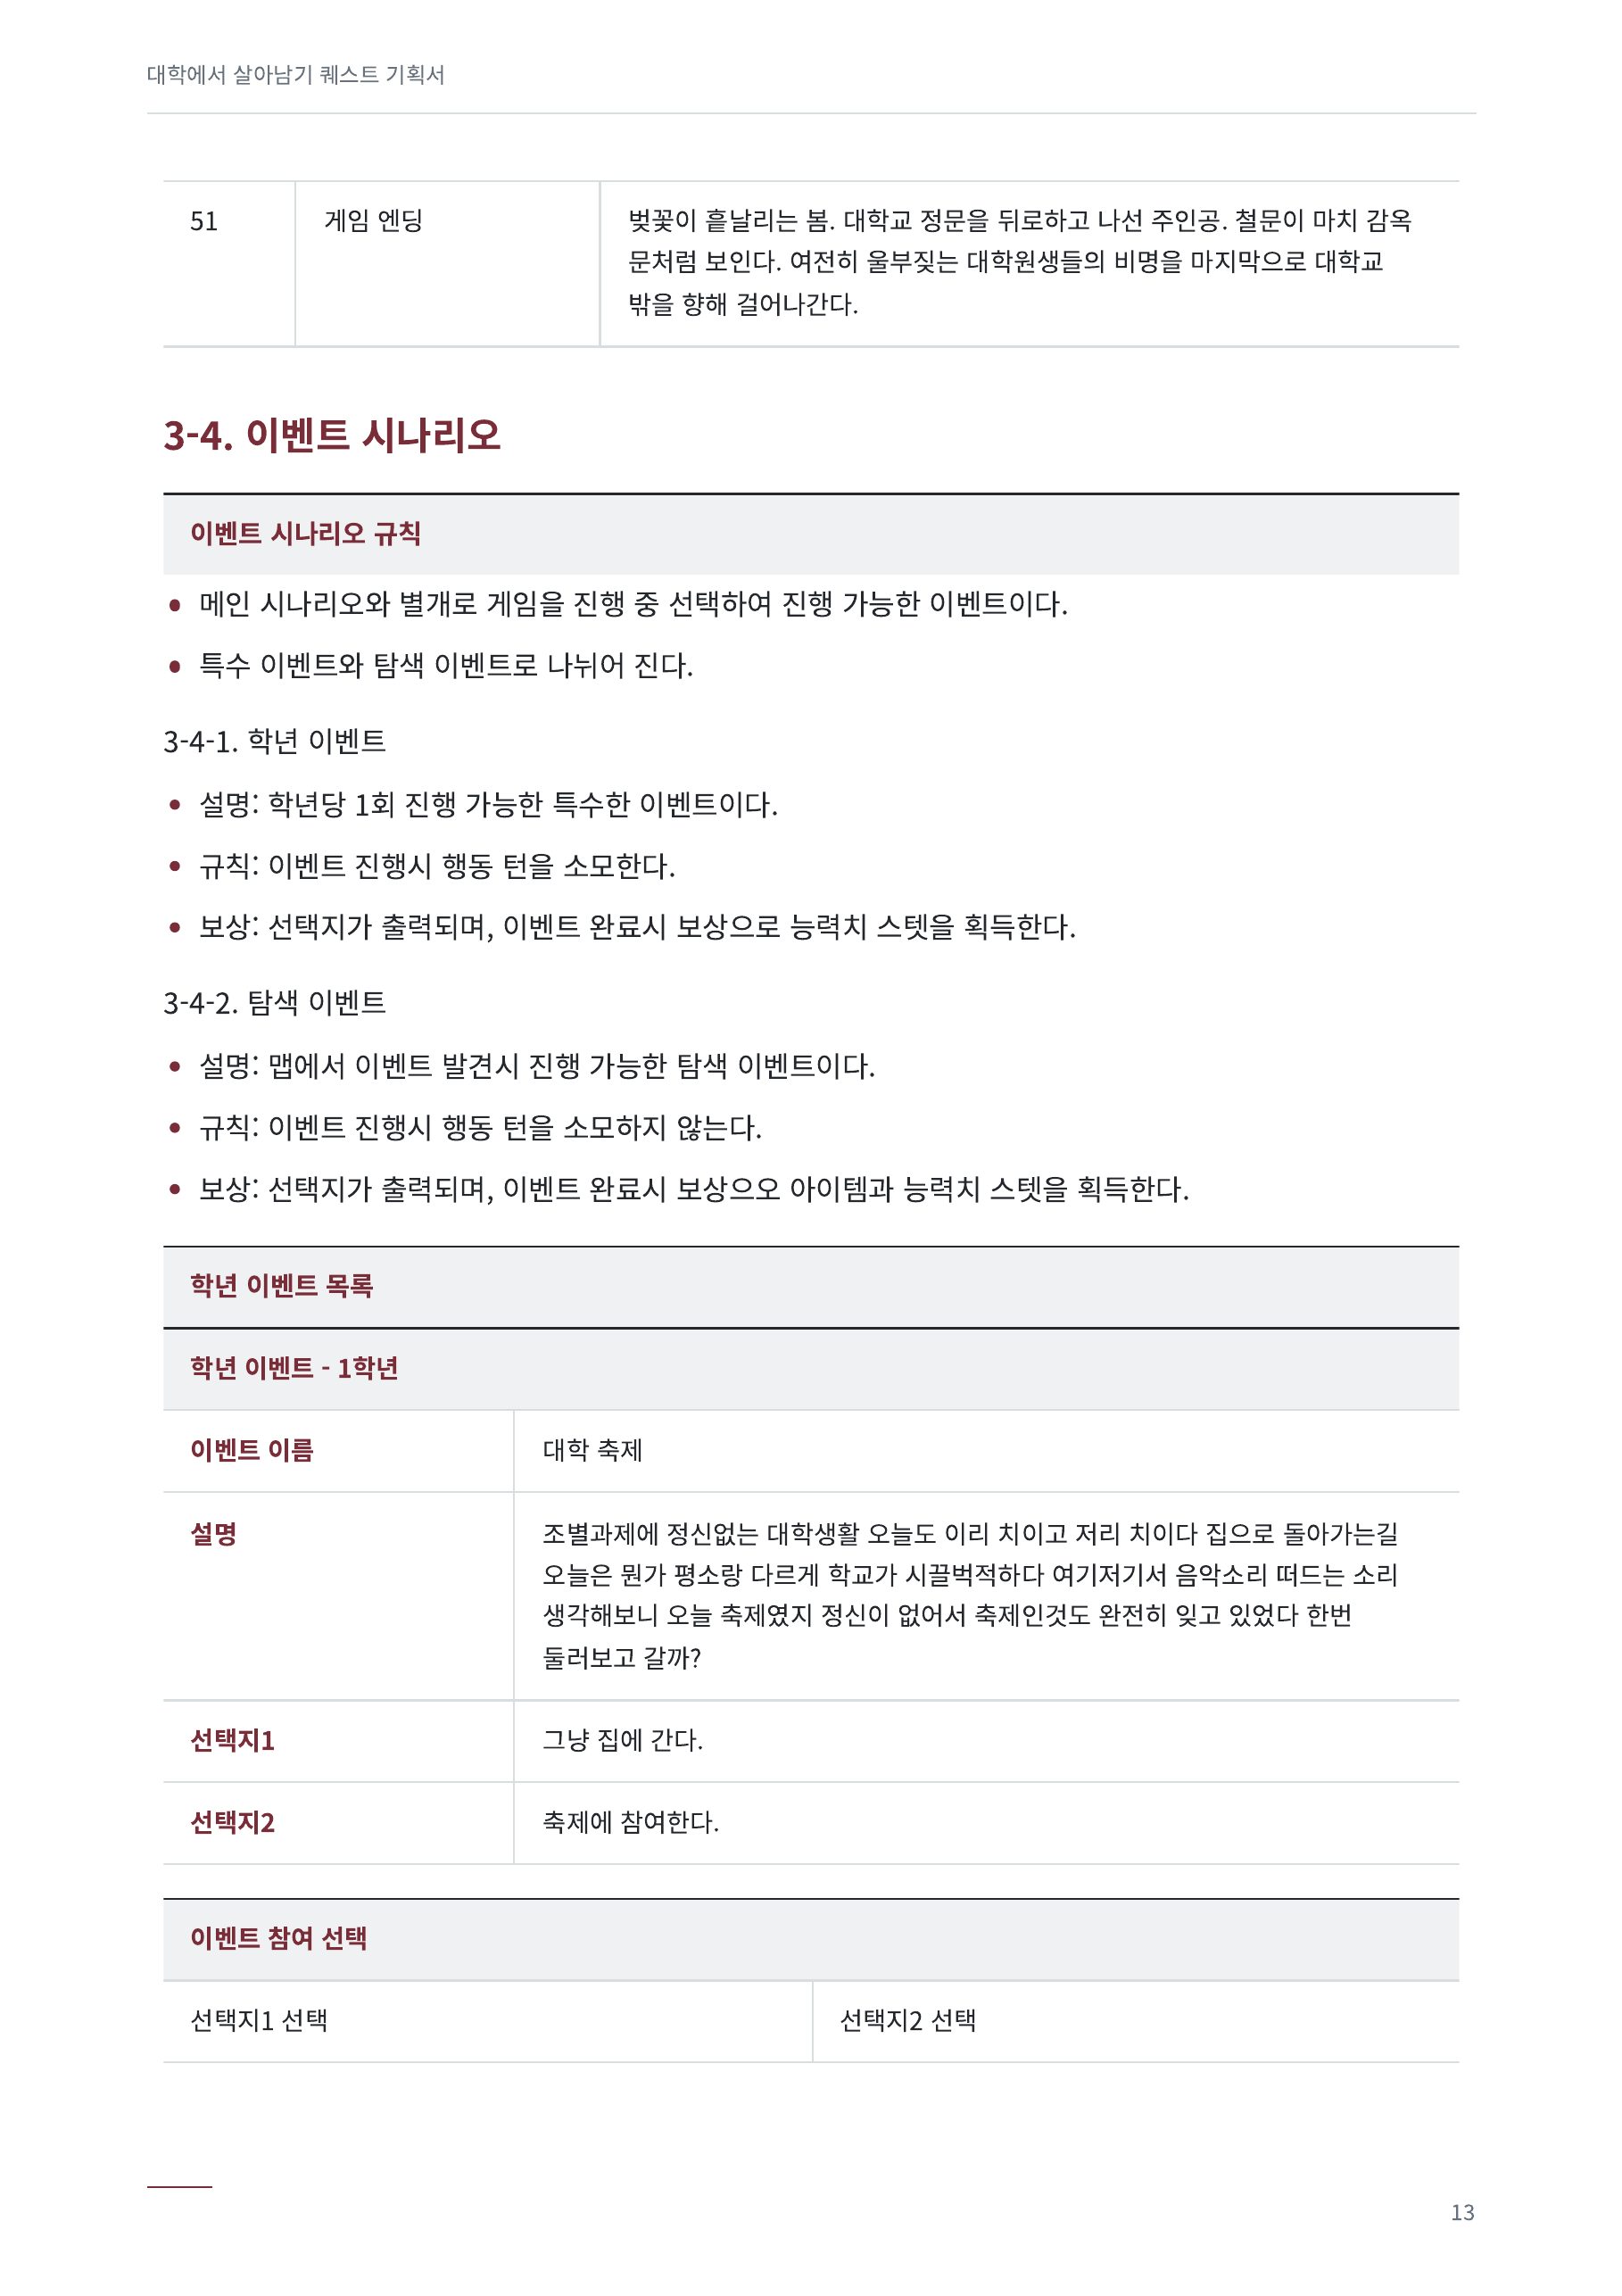 대학에서 살아남기 퀘스트 기획서
51
게임 엔딩
벚꽃이 흩날리는 봄. 대학교 정문을 뒤로하고 나선 주인공. 철문이 마치 감옥
문처럼 보인다. 여전히 울부짖는 대학원생들의 비명을 마지막으로 대학교
밖을 향해 걸어나간다.
3-4. 이벤트 시나리오
이벤트 시나리오 규칙
• 메인 시나리오와 별개로 게임을 진행 중 선택하여 진행 가능한 이벤트이다.
• 특수 이벤트와 탐색 이벤트로 나뉘어 진다.
3-4-1. 학년 이벤트
• 설명: 학년당 1회 진행 가능한 특수한 이벤트이다.
• 규칙: 이벤트 진행시 행동 턴을 소모한다.
• 보상: 선택지가 출력되며, 이벤트 완료시 보상으로 능력치 스텟을 획득한다.
3-4-2. 탐색 이벤트
• 설명: 맵에서 이벤트 발견시 진행 가능한 탐색 이벤트이다.
• 규칙: 이벤트 진행시 행동 턴을 소모하지 않는다.
• 보상: 선택지가 출력되며, 이벤트 완료시 보상으오 아이템과 능력치 스텟을 획득한다.
학년 이벤트 목록
학년 이벤트 - 1학년
이벤트 이름
대학 축제
설명
조별과제에 정신없는 대학생활 오늘도 이리 치이고 저리 치이다 집으로 돌아가는길
오늘은 뭔가 평소랑 다르게 학교가 시끌벅적하다 여기저기서 음악소리 떠드는 소리
생각해보니 오늘 축제였지 정신이 없어서 축제인것도 완전히 잊고 있었다 한번
둘러보고 갈까?
선택지1
그냥 집에 간다.
선택지2
축제에 참여한다.
이벤트 참여 선택
선택지1 선택
선택지2 선택
13